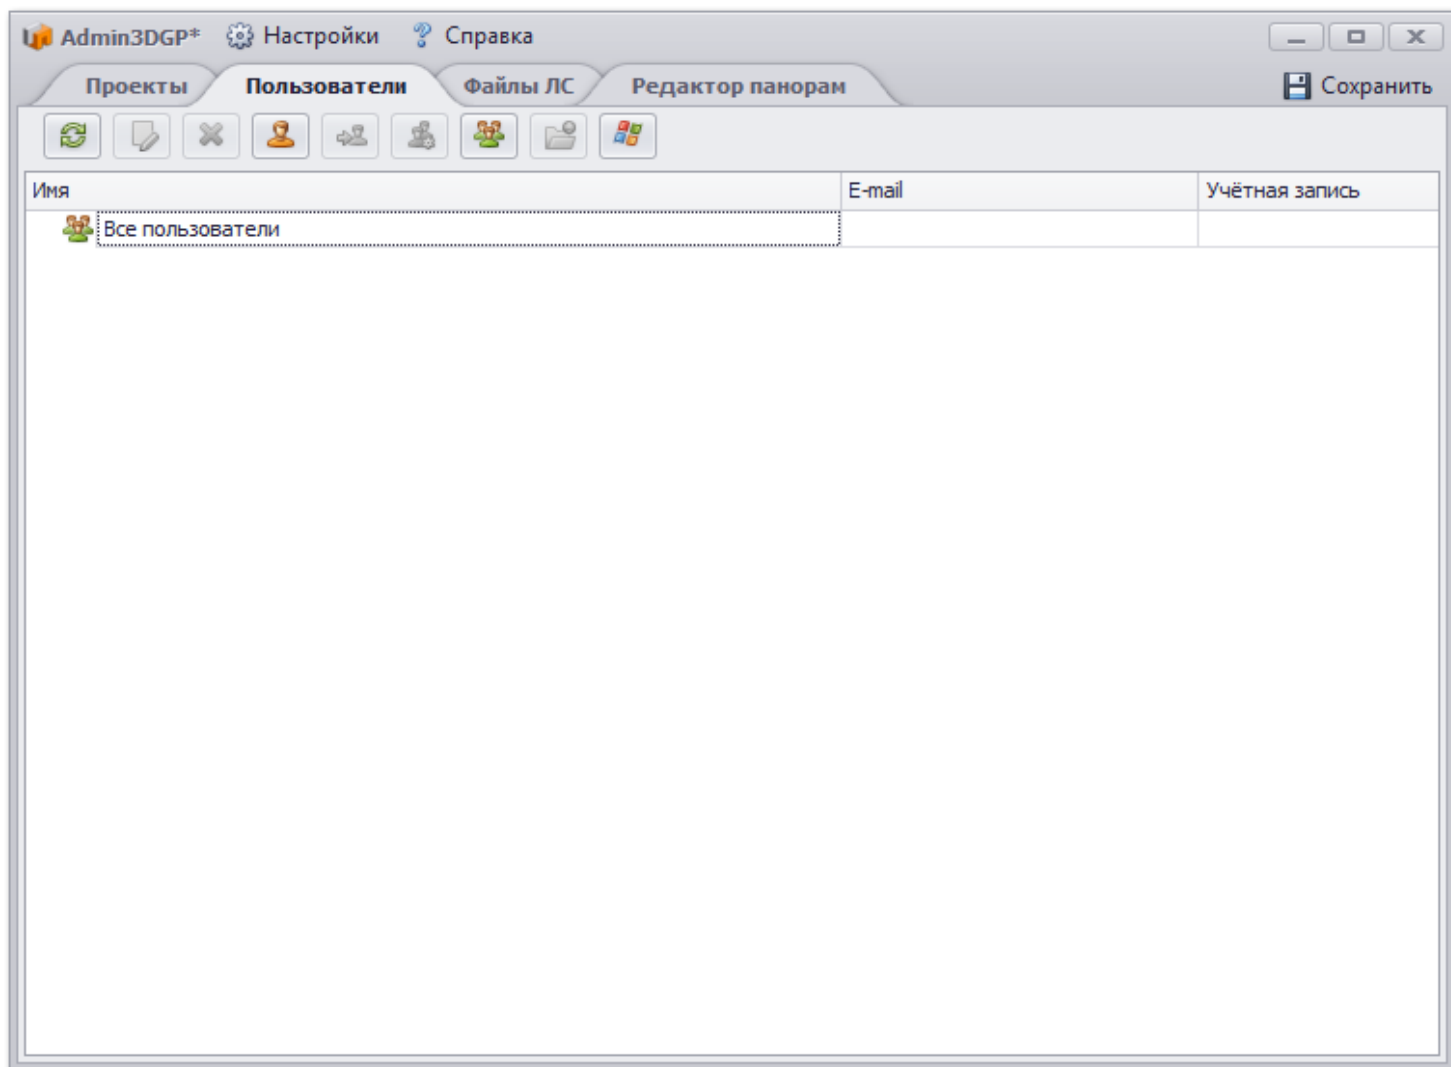 Admin3DGP* Настройки Справка
Проекты Пользователи Файлы ЛС Редактор панорам Сохранить
Имя E-mail Учётная запись
Все пользователи